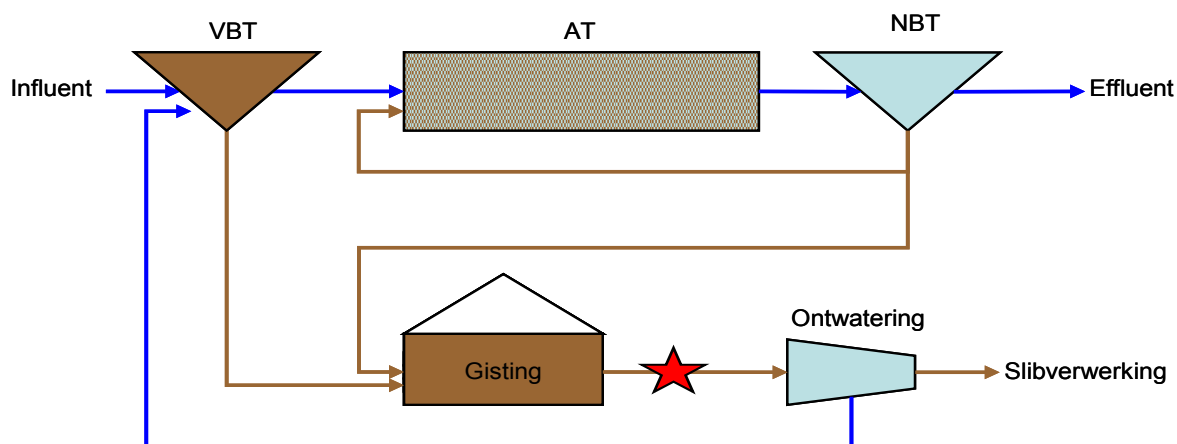 VBT
AT
NBT
Influent
Effluent
Ontwatering
Gisting
Slibverwerking